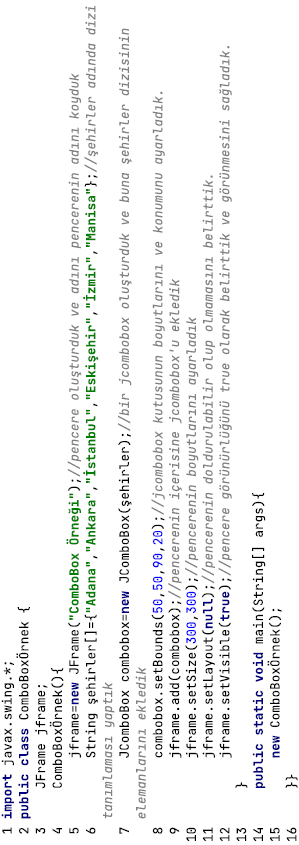 1 import javax.swing.*;
2 public class ComboBoxÖrnek {
3 JFrame jframe;
4 ComboBoxÖrnek(){
5 jframe=new JFrame("ComboBox Örneği");//pencere oluşturduk ve adını pencerenin adını koyduk
6 String şehirler[]={"Adana","Ankara","İstanbul","Eskişehir","İzmir","Manisa"};//şehirler adında dizi
tanımlaması yaptık
7 JComboBox combobox=new JComboBox(şehirler);//bir jcombobox oluşturduk ve buna şehirler dizisinin
elemanlarını ekledik
8 combobox.setBounds(50,50,90,20);//jcombobox kutusunun boyutlarını ve konumunu ayarladık.
9 jframe.add(combobox);//pencerenin içerisine jcombobox'u ekledik
10 jframe.setSize(300,300);//pencerenin boyutlarını ayarladık
11 jframe.setLayout(null);//pencerenin doldurulabilir olup olmamasını belirttik.
12 jframe.setVisible(true);//pencere görünürlüğünü true olarak belirttik ve görünmesini sağladık.
13 }
14 public static void main(String[] args){
15 new ComboBoxÖrnek();
16 }}